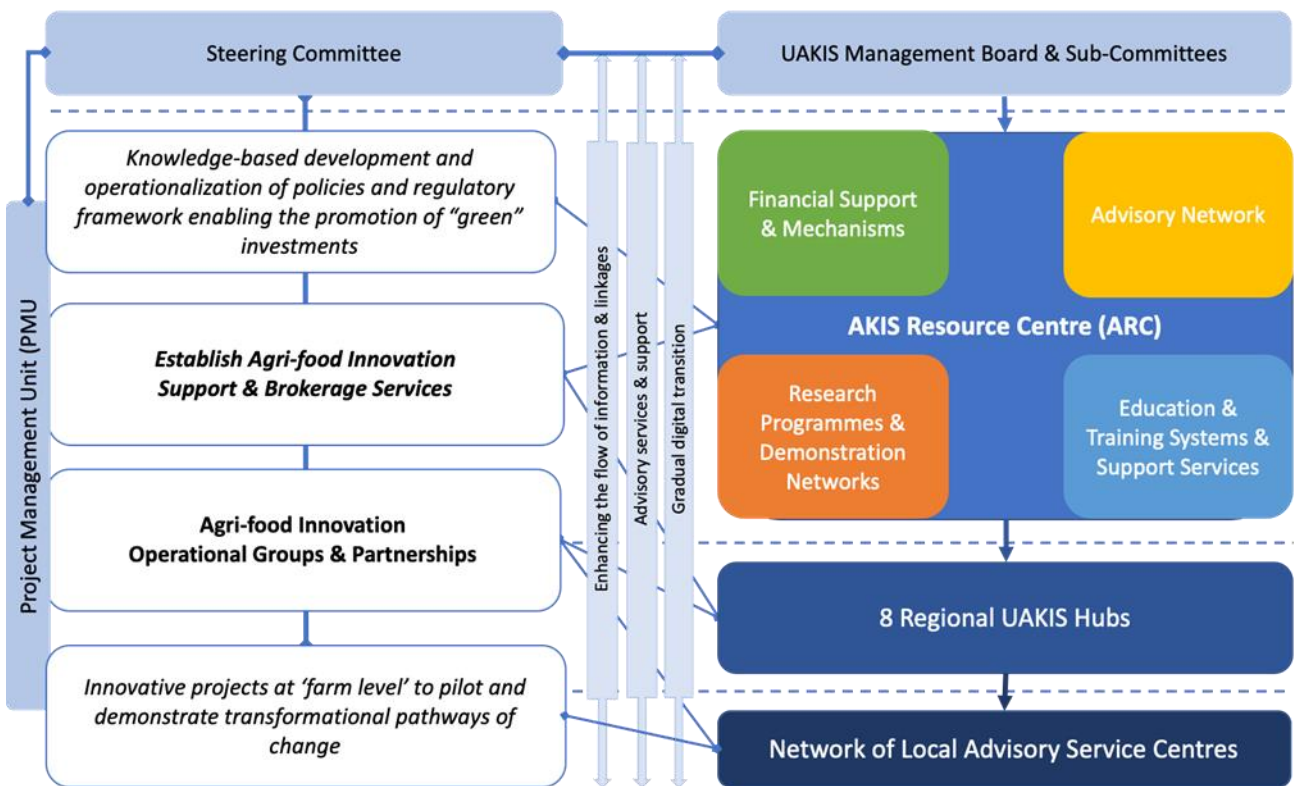 Steering Committee
UAKIS Management Board & Sub-Committees
Project Management Unit (PMU
Knowledge-based development and
operationalization of policies and regulatory
framework enabling the promotion of “green”
investments
Establish Agri-food Innovation
Support & Brokerage Services
Agri-food Innovation
Operational Groups & Partnerships
Innovative projects at ‘farm level’ to pilot and
demonstrate transformational pathways of
change
Enhancing the flow of information & linkages
Advisory services & support
Gradual digital transition
Financial Support
& Mechanisms
Advisory Network
AKIS Resource Centre (ARC)
Research
Programmes &
Demonstration
Networks
Education &
Training Systems &
Support Services
8 Regional UAKIS Hubs
Network of Local Advisory Service Centres